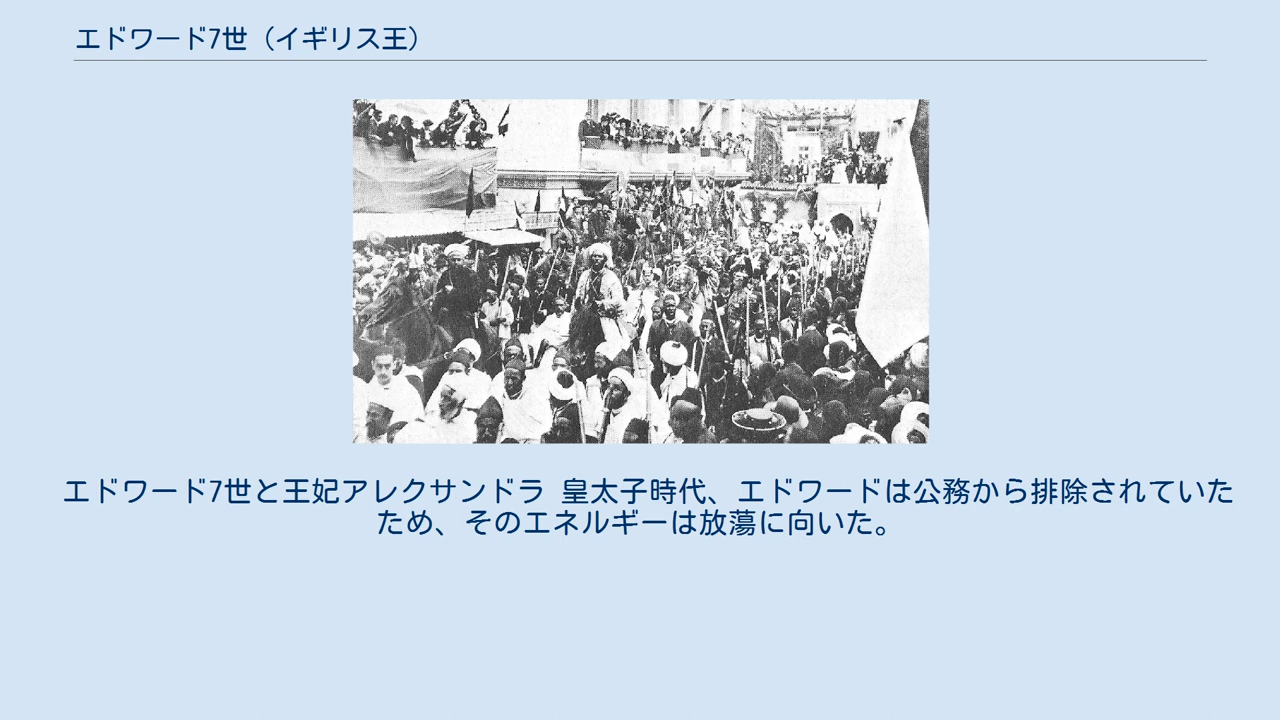 エドワード7世（イギリス王）
エドワード7世と王妃アレクサンドラ 皇太子時代、エドワードは公務から排除されていた
ため、そのエネルギーは放蕩に向いた。